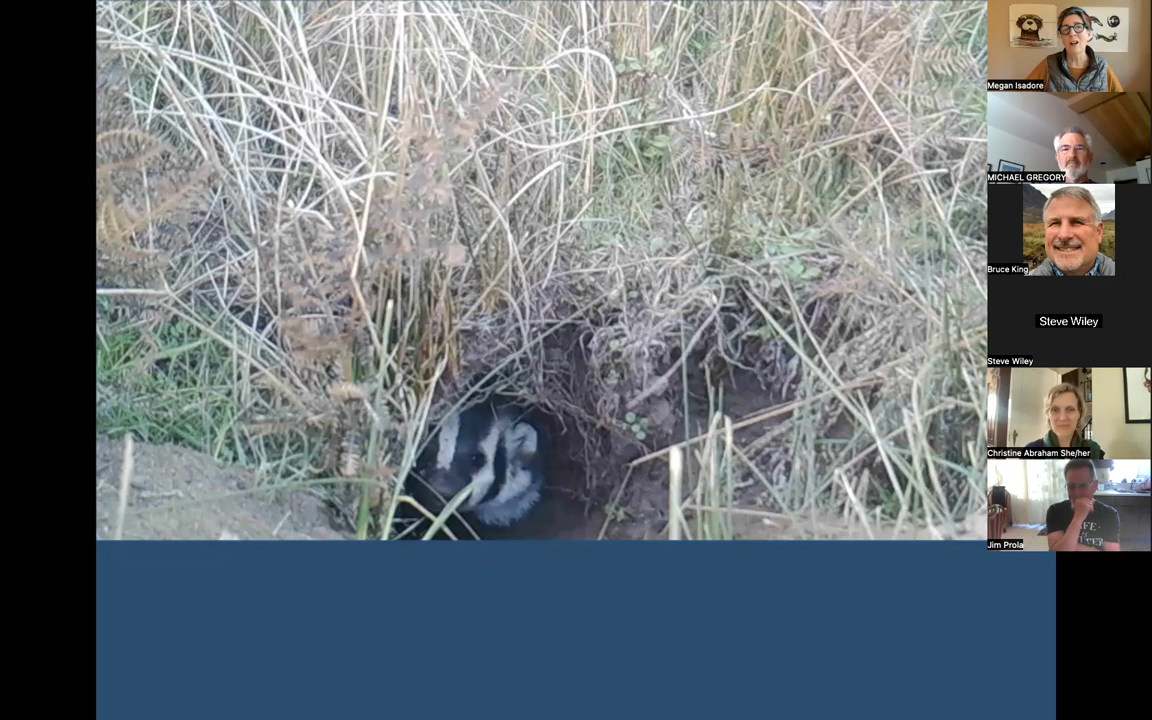 Megan Isadore
MICHAEL GREGORY
Bruce King
Steve Wiley
Steve Wiley
Christine Abraham She/her
Jim Prola